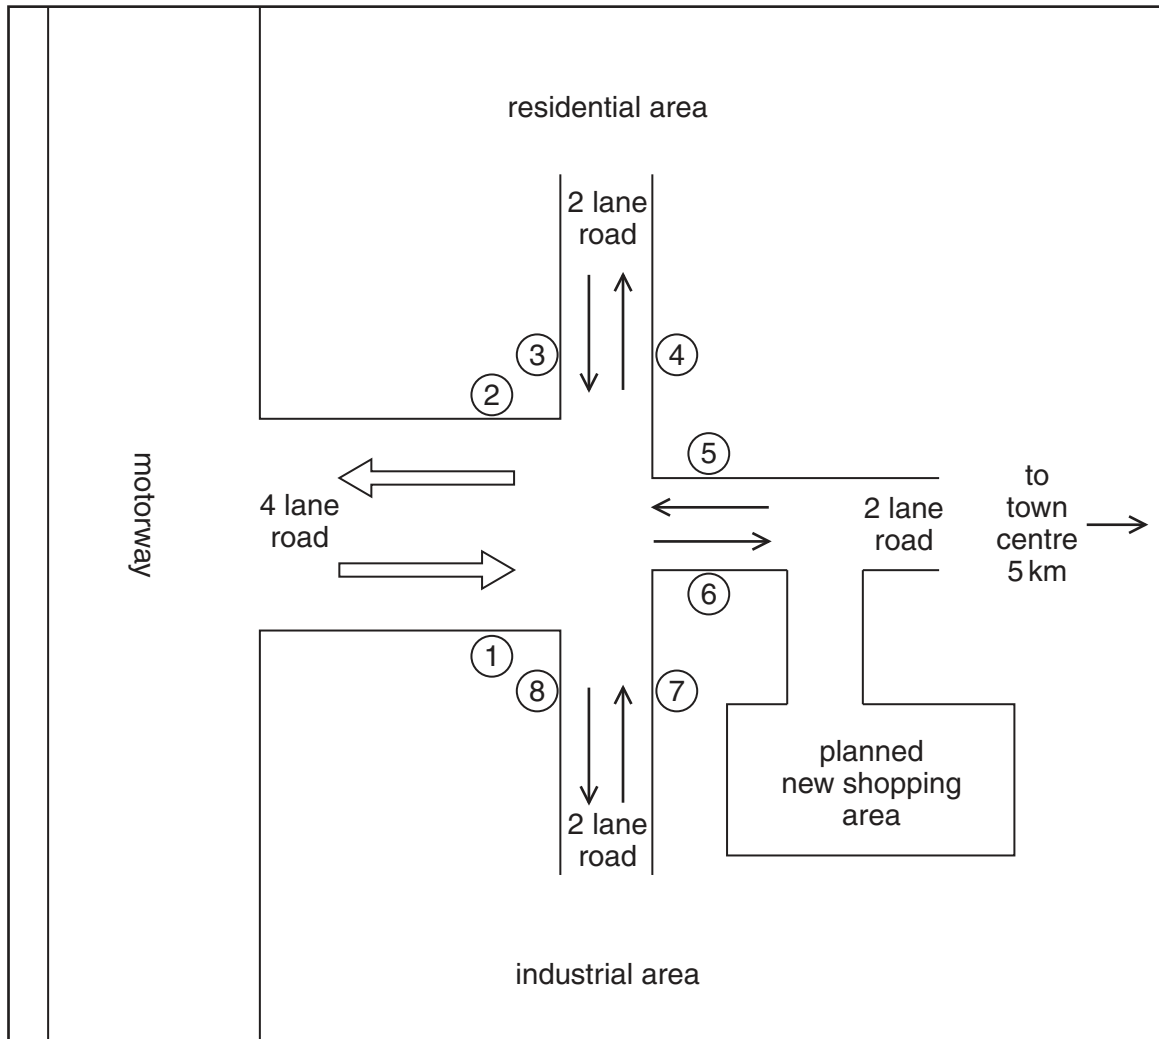 residential area
2 lane
road
3
4
2
5
motorway
4 lane
road
2 lane
road
to
town
centre
5 km
6
1
8
7
planned
new shopping
area
2 lane
road
industrial area